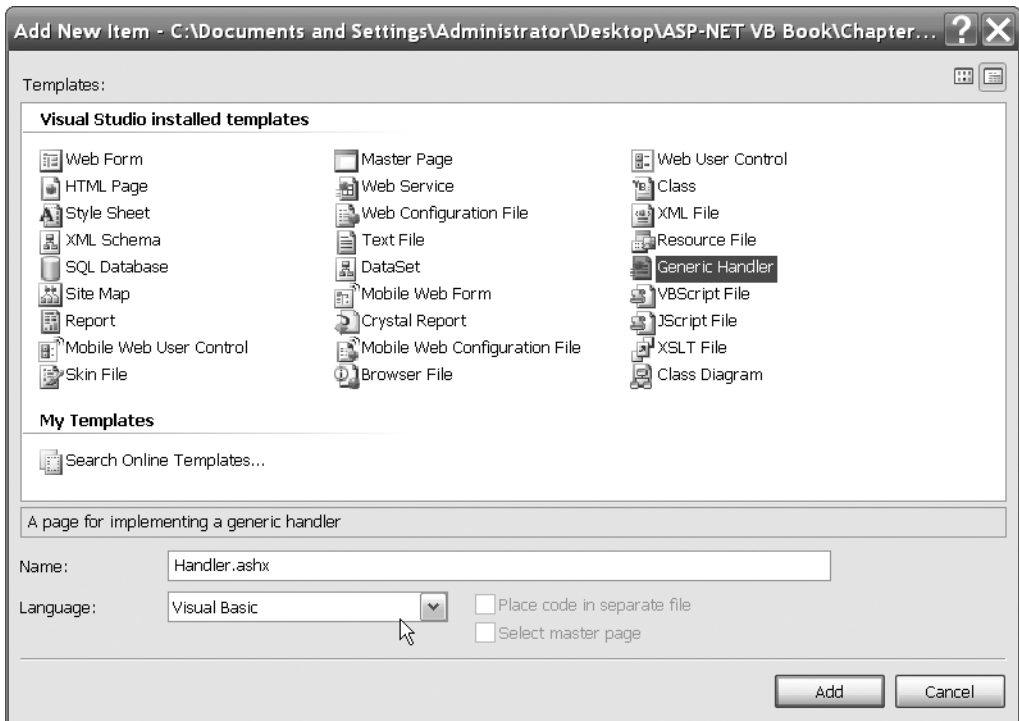 Add New Item - C:\Documents and Settings\Administrator\Desktop\ASP-NET VB Book\Chapter...
Templates:
Visual Studio installed templates
Web Form
Master Page
Web User Control
HTML Page
Web Service
Class
Style Sheet
Web Configuration File
XML File
XML Schema
Text File
Resource File
SQL Database
DataSet
Generic Handler
Site Map
Mobile Web Form
VBScript File
Report
Crystal Report
JScript File
Mobile Web User Control
Mobile Web Configuration File
XSLT File
Skin File
Browser File
Class Diagram
My Templates
Search Online Templates...
A page for implementing a generic handler
Name:
Handler.ashx
Language:
Visual Basic
Place code in separate file
Select master page
Add
Cancel